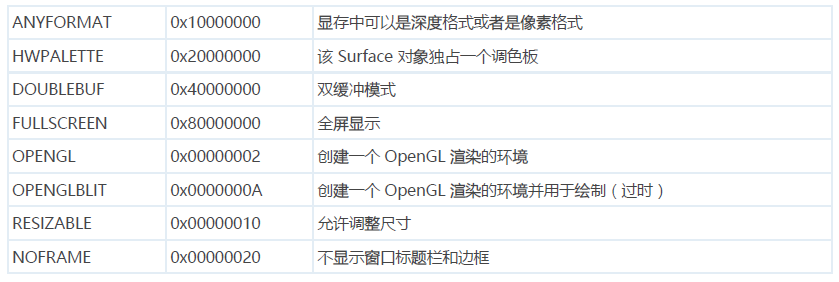 ANYFORMAT 0x10000000 显存中可以是深度格式或者是像素格式
HWPALETTE 0x20000000 该 Surface 对象独占一个调色板
DOUBLEBUF 0x40000000 双缓冲模式
FULLSCREEN 0x80000000 全屏显示
OPENGL 0x00000002 创建一个 OpenGL 渲染的环境
OPENGLBLIT 0x0000000A 创建一个 OpenGL 渲染的环境并用于绘制（过时）
RESIZABLE 0x00000010 允许调整尺寸
NOFRAME 0x00000020 不显示窗口标题栏和边框